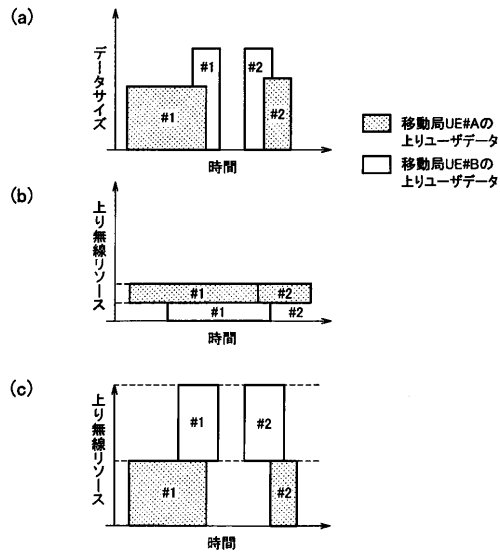 (a)
データサイズ
#1
#1
#2
#2
時間
移動局UE#Aの
上りユーザデータ
移動局UE#Bの
上りユーザデータ
(b)
上り無線リソース
#1
#2
#1
#2
時間
(c)
上り無線リソース
#1
#2
#1
#2
時間